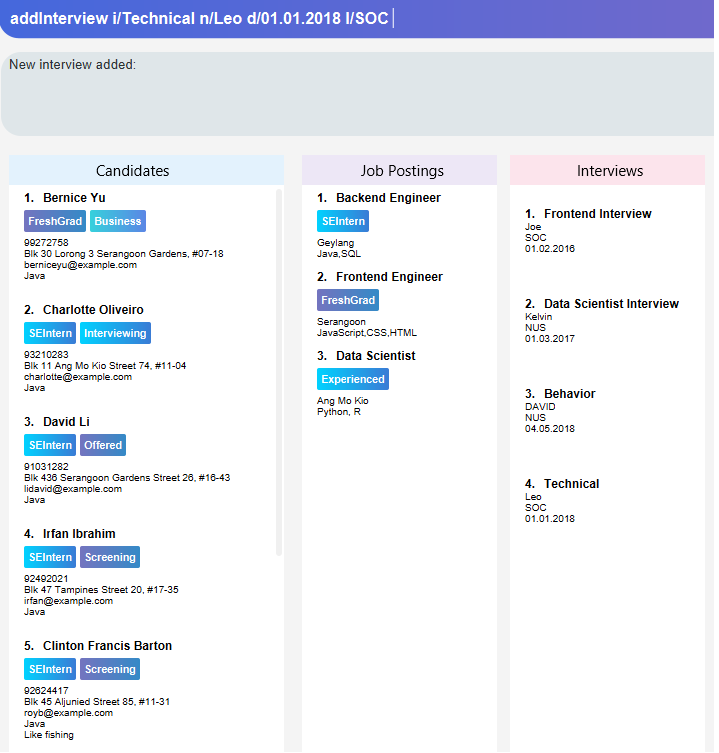 addInterview i/Technical n/Leo d/01.01.2018 l/SOC
New interview added:
Candidates
1. Bernice Yu
FreshGrad Business
99272758
Blk 30 Lorong 3 Serangoon Gardens, #07-18
berniceyu@example.com
Java
2. Charlotte Oliveiro
SEIntern Interviewing
93210283
Blk 11 Ang Mo Kio Street 74, #11-04
charlotte@example.com
Java
3. David Li
SEIntern Offered
91031282
Blk 436 Serangoon Gardens Street 26, #16-43
lidavid@example.com
Java
4. Irfan Ibrahim
SEIntern Screening
92492021
Blk 47 Tampines Street 20, #17-35
irfan@example.com
Java
5. Clinton Francis Barton
SEIntern Screening
92624417
Blk 45 Aljunied Street 85, #11-31
royb@example.com
Java
Like fishing
Job Postings
1. Backend Engineer
SEIntern
Geylang
Java,SQL
2. Frontend Engineer
FreshGrad
Serangoon
JavaScript,CSS,HTML
3. Data Scientist
Experienced
Ang Mo Kio
Python, R
Interviews
1. Frontend Interview
Joe
SOC
01.02.2016
2. Data Scientist Interview
Kelvin
NUS
01.03.2017
3. Behavior
DAVID
NUS
04.05.2018
4. Technical
Leo
SOC
01.01.2018